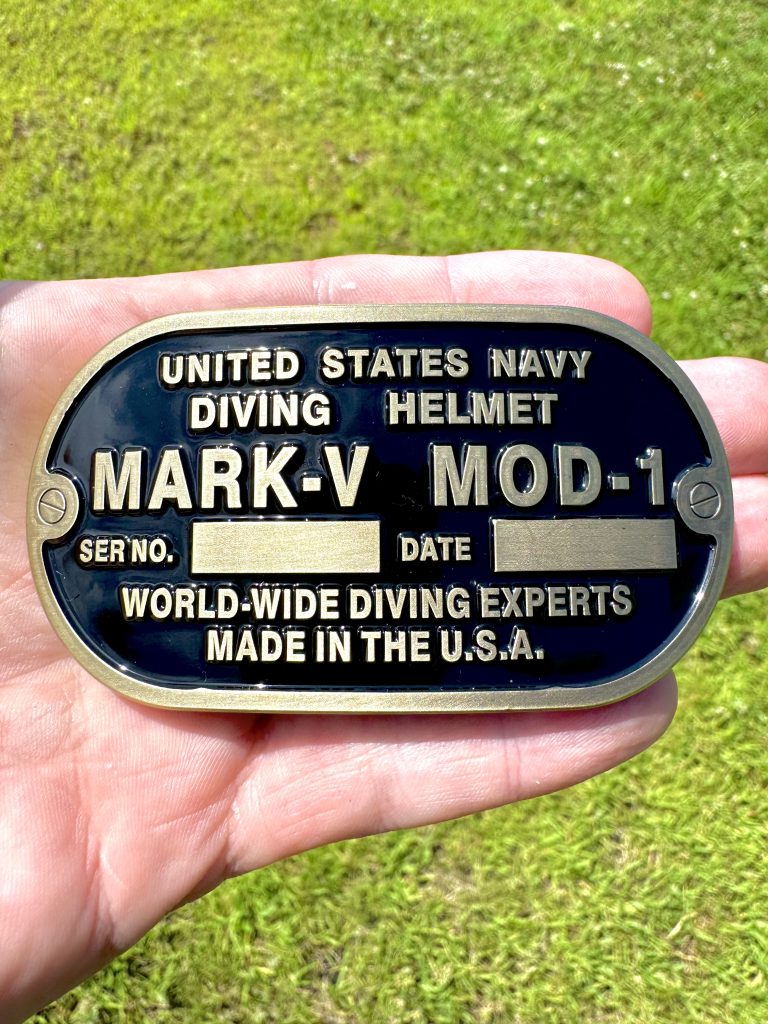 UNITED STATES NAVY
DIVING HELMET
MARK-V MOD-1
SER NO. DATE
WORLD-WIDE DIVING EXPERTS
MADE IN THE U.S.A.